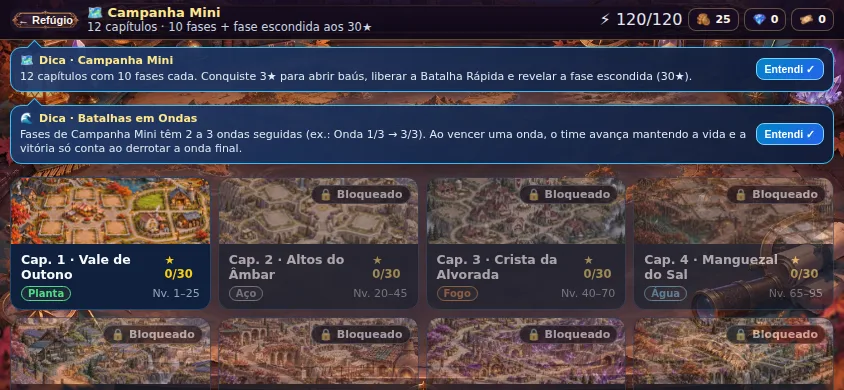 ← Refúgio
🗺️ Campanha Mini
12 capítulos · 10 fases + fase escondida aos 30★
⚡ 120/120
25
0
0
🗺️ Dica · Campanha Mini
12 capítulos com 10 fases cada. Conquiste 3★ para abrir baús, liberar a Batalha Rápida e revelar a fase escondida (30★).
Entendi ✓
🌊 Dica · Batalhas em Ondas
Fases de Campanha Mini têm 2 a 3 ondas seguidas (ex.: Onda 1/3 → 3/3). Ao vencer uma onda, o time avança mantendo a vida e a
vitória só conta ao derrotar a onda final.
Entendi ✓
Cap. 1 · Vale de
Outono
★
0/30
Planta
Nv. 1–25
🔒 Bloqueado
Cap. 2 · Altos do
Âmbar
★
0/30
Aço
Nv. 20–45
🔒 Bloqueado
Cap. 3 · Crista da
Alvorada
★
0/30
Fogo
Nv. 40–70
🔒 Bloqueado
Cap. 4 · Manguezal
do Sal
★
0/30
Água
Nv. 65–95
🔒 Bloqueado
🔒 Bloqueado
🔒 Bloqueado
🔒 Bloqueado